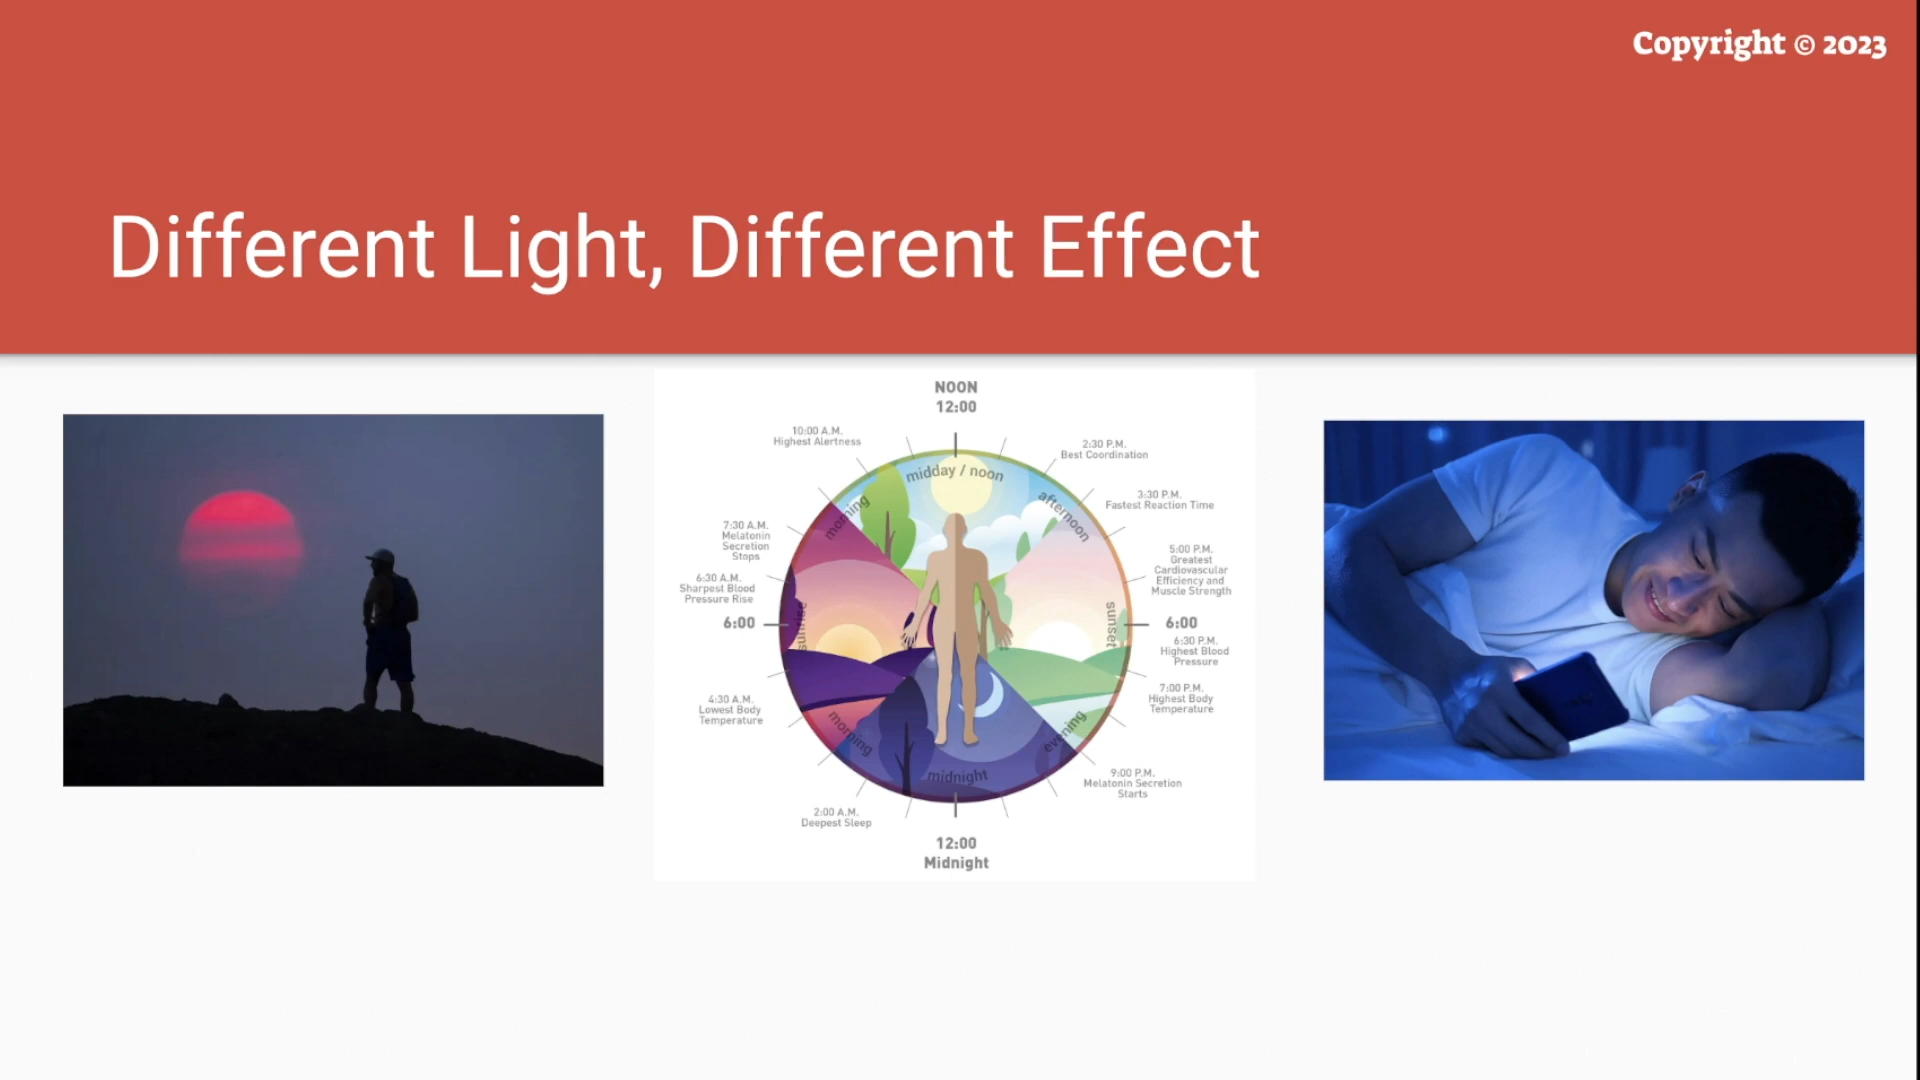 Copyright © 2023
Different Light, Different Effect
NOON
12:00
10:00 A.M.
Highest Alertness
2:30 P.M.
Best Coordination
midday / noon
morning
afternoon
3:30 P.M.
Fastest Reaction Time
7:30 A.M.
Melatonin
Secretion
Stops
5:00 P.M.
Greatest
Cardiovascular
Efficiency and
Muscle Strength
6:30 A.M.
Sharpest Blood
Pressure Rise
6:00
sunrise
sunset
6:00
6:30 P.M.
Highest Blood
Pressure
4:30 A.M.
Lowest Body
Temperature
7:00 P.M.
Highest Body
Temperature
morning
evening
midnight
9:00 P.M.
Melatonin Secretion
Starts
2:00 A.M.
Deepest Sleep
12:00
Midnight